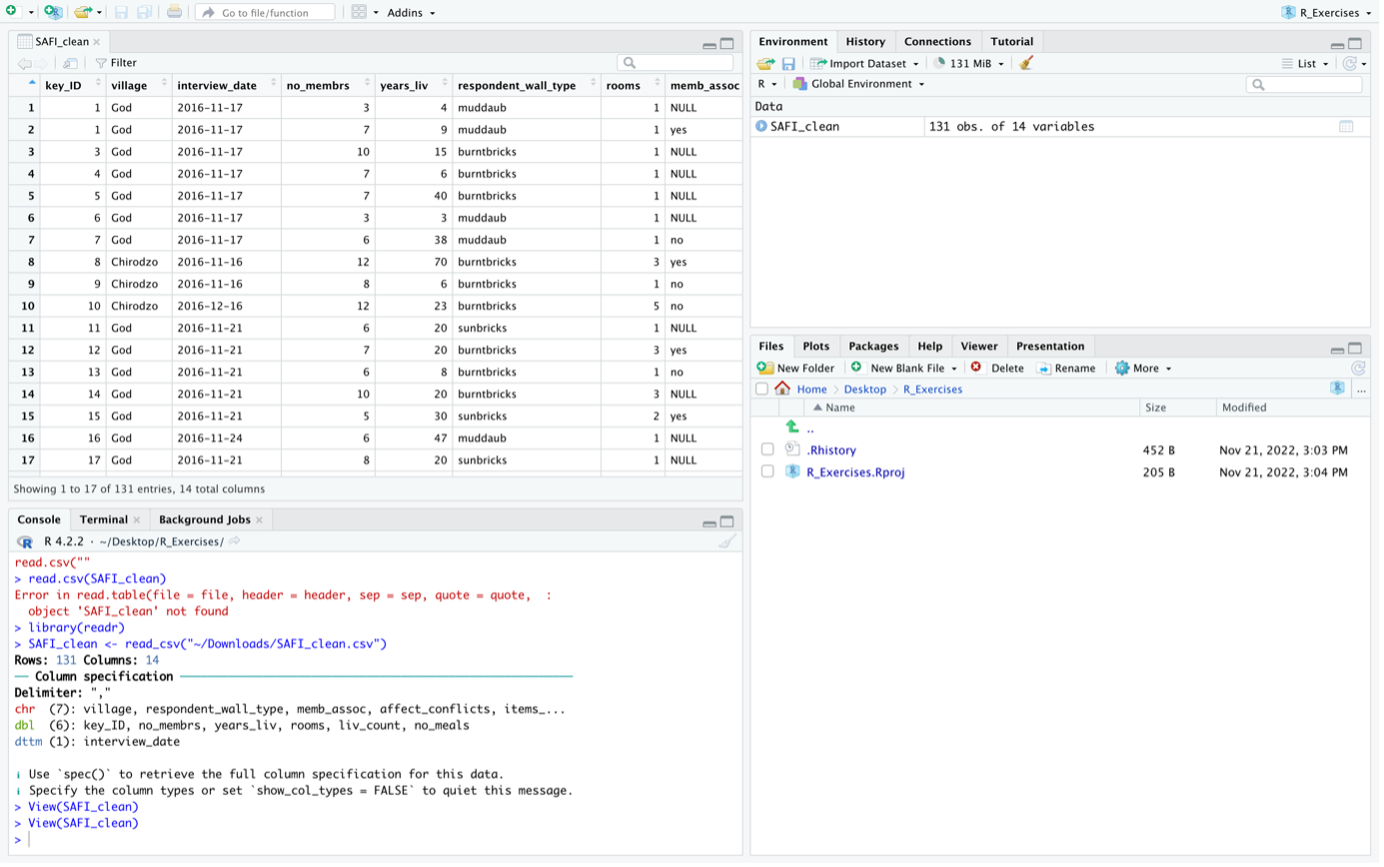 Go to file/function Addins R_Exercises
SAFI_clean
Filter
key_ID village interview_date no_membrs years_liv respondent_wall_type rooms memb_assoc
1 1 God 2016-11-17 3 4 muddaub 1 NULL
2 1 God 2016-11-17 7 9 muddaub 1 yes
3 3 God 2016-11-17 10 15 burntbricks 1 NULL
4 4 God 2016-11-17 7 6 burntbricks 1 NULL
5 5 God 2016-11-17 7 40 burntbricks 1 NULL
6 6 God 2016-11-17 3 3 muddaub 1 NULL
7 7 God 2016-11-17 6 38 muddaub 1 no
8 8 Chirodzo 2016-11-16 12 70 burntbricks 3 yes
9 9 Chirodzo 2016-11-16 8 6 burntbricks 1 no
10 10 Chirodzo 2016-12-16 12 23 burntbricks 5 no
11 11 God 2016-11-21 6 20 sunbricks 1 NULL
12 12 God 2016-11-21 7 20 burntbricks 3 yes
13 13 God 2016-11-21 6 8 burntbricks 1 no
14 14 God 2016-11-21 10 20 burntbricks 3 NULL
15 15 God 2016-11-21 5 30 sunbricks 2 yes
16 16 God 2016-11-24 6 47 muddaub 1 NULL
17 17 God 2016-11-21 8 20 sunbricks 1 NULL
Showing 1 to 17 of 131 entries, 14 total columns
Console Terminal Background Jobs
R 4.2.2 · ~/Desktop/R_Exercises/
read.csv(""
> read.csv(SAFI_clean)
Error in read.table(file = file, header = header, sep = sep, quote = quote, :
object 'SAFI_clean' not found
> library(readr)
> SAFI_clean <- read_csv("~/Downloads/SAFI_clean.csv")
Rows: 131 Columns: 14
── Column specification ──────────
Delimiter: ","
chr (7): village, respondent_wall_type, memb_assoc, affect_conflicts, items_...
dbl (6): key_ID, no_membrs, years_liv, rooms, liv_count, no_meals
dttm (1): interview_date
ℹ Use `spec()` to retrieve the full column specification for this data.
ℹ Specify the column types or set `show_col_types = FALSE` to quiet this message.
> View(SAFI_clean)
> View(SAFI_clean)
>
Environment History Connections Tutorial
Import Dataset 131 MiB List
R Global Environment
Data
SAFI_clean 131 obs. of 14 variables
Files Plots Packages Help Viewer Presentation
New Folder New Blank File Delete Rename More
Home Desktop R_Exercises ...
Name Size Modified
..
.Rhistory 452 B Nov 21, 2022, 3:03 PM
R_Exercises.Rproj 205 B Nov 21, 2022, 3:04 PM